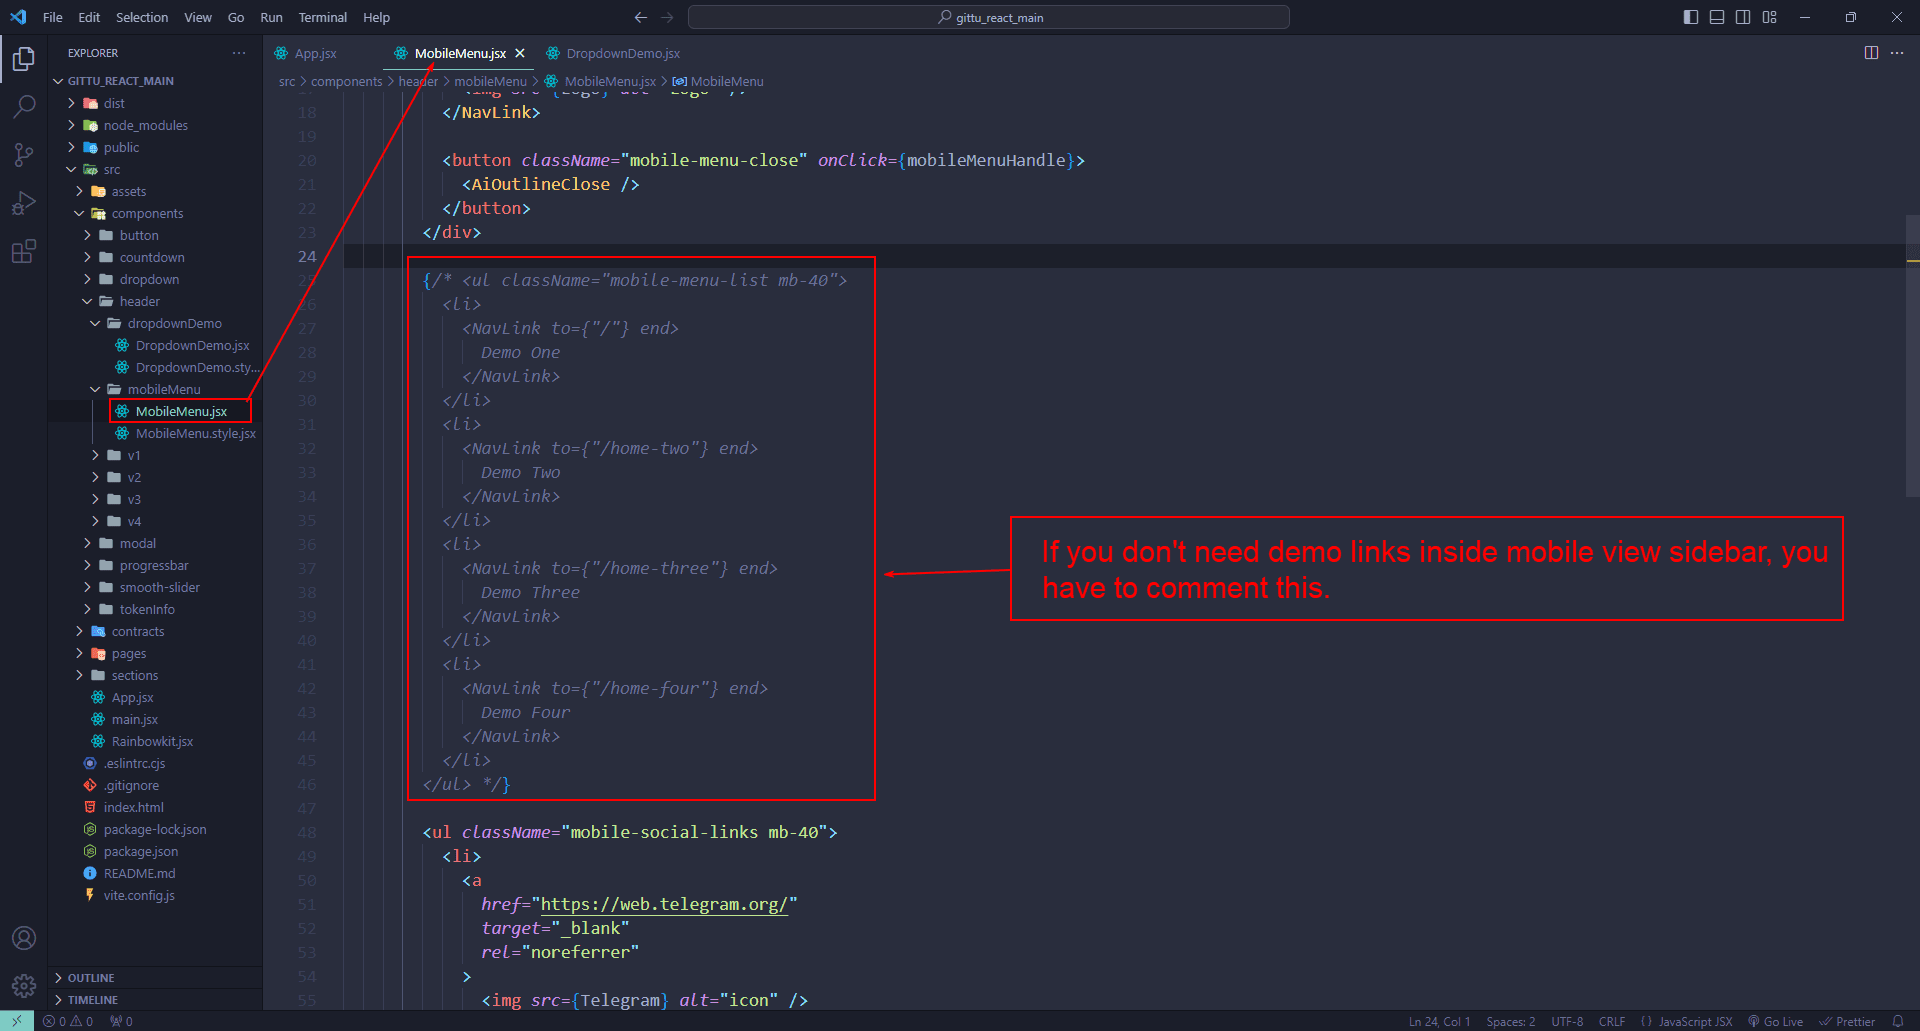 File Edit Selection View Go Run Terminal Help
gittu_react_main
EXPLORER
GITTU_REACT_MAIN
dist
node_modules
public
src
assets
components
button
countdown
dropdown
header
dropdownDemo
DropdownDemo.jsx
DropdownDemo.sty...
mobileMenu
MobileMenu.jsx
MobileMenu.style.jsx
v1
v2
v3
v4
modal
progressbar
smooth-slider
tokenInfo
contracts
pages
sections
App.jsx
main.jsx
Rainbowkit.jsx
.eslintrc.cjs
.gitignore
index.html
package-lock.json
package.json
README.md
vite.config.js
OUTLINE
TIMELINE
App.jsx MobileMenu.jsx DropdownDemo.jsx
src > components > header > mobileMenu > MobileMenu.jsx > MobileMenu
18 </NavLink>
19
20 <button className="mobile-menu-close" onClick={mobileMenuHandle}>
21 <AiOutlineClose />
22 </button>
23 </div>
24
25 {/* <ul className="mobile-menu-list mb-40">
26 <li>
27 <NavLink to={"/"} end>
28 Demo One
29 </NavLink>
30 </li>
31 <li>
32 <NavLink to={"/home-two"} end>
33 Demo Two
34 </NavLink>
35 </li>
36 <li>
37 <NavLink to={"/home-three"} end>
38 Demo Three
39 </NavLink>
40 </li>
41 <li>
42 <NavLink to={"/home-four"} end>
43 Demo Four
44 </NavLink>
45 </li>
46 </ul> */}
47
48 <ul className="mobile-social-links mb-40">
49 <li>
50 <a
51 href="https://web.telegram.org/"
52 target="_blank"
53 rel="noreferrer"
54 >
55 <img src={Telegram} alt="icon" />
If you don't need demo links inside mobile view sidebar, you
have to comment this.
0 0 0
Ln 24, Col 1 Spaces: 2 UTF-8 CRLF { } JavaScript JSX Go Live Prettier